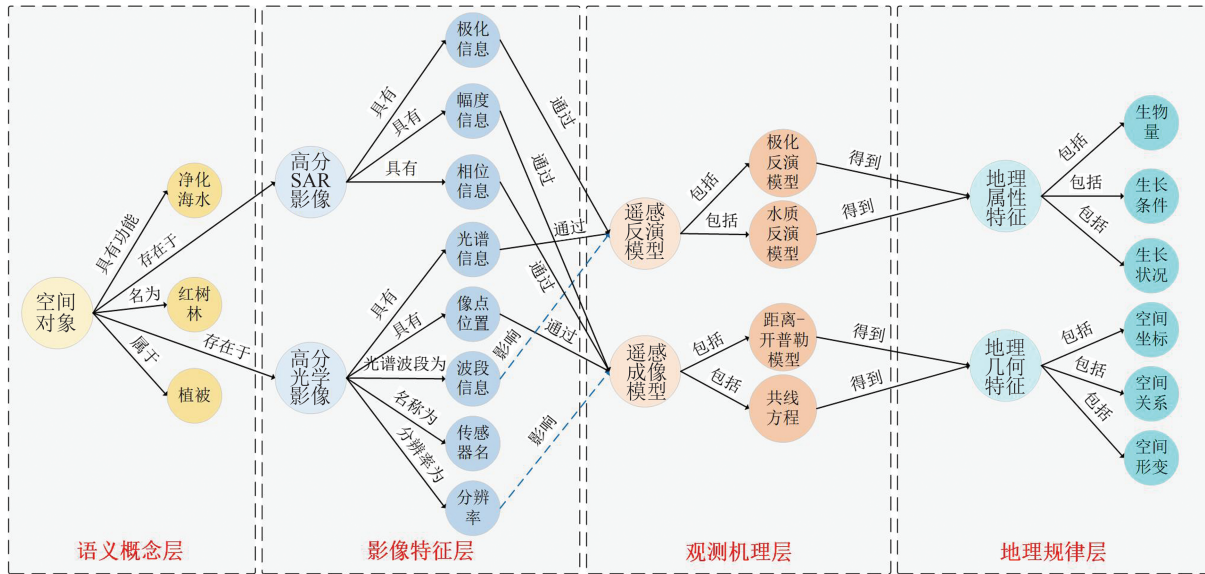 空间
对象
具有功能
存在于
名为
属于
存在于
净化
海水
红树
林
植被
语义概念层
高分
SAR
影像
高分
光学
影像
具有
具有
具有
具有
具有
光谱波段为
名称为
分辨率为
极化
信息
幅度
信息
相位
信息
光谱
信息
像点
位置
波段
信息
传感
器名
分辨
率
影像特征层
通过
通过
通过
通过
通过
影响
影响
遥感
反演
模型
遥感
成像
模型
包括
包括
包括
包括
极化
反演
模型
水质
反演
模型
距离-
开普勒
模型
共线
方程
观测机理层
得到
得到
得到
得到
地理
属性
特征
地理
几何
特征
包括
包括
包括
包括
包括
包括
生物
量
生长
条件
生长
状况
空间
坐标
空间
关系
空间
形变
地理规律层